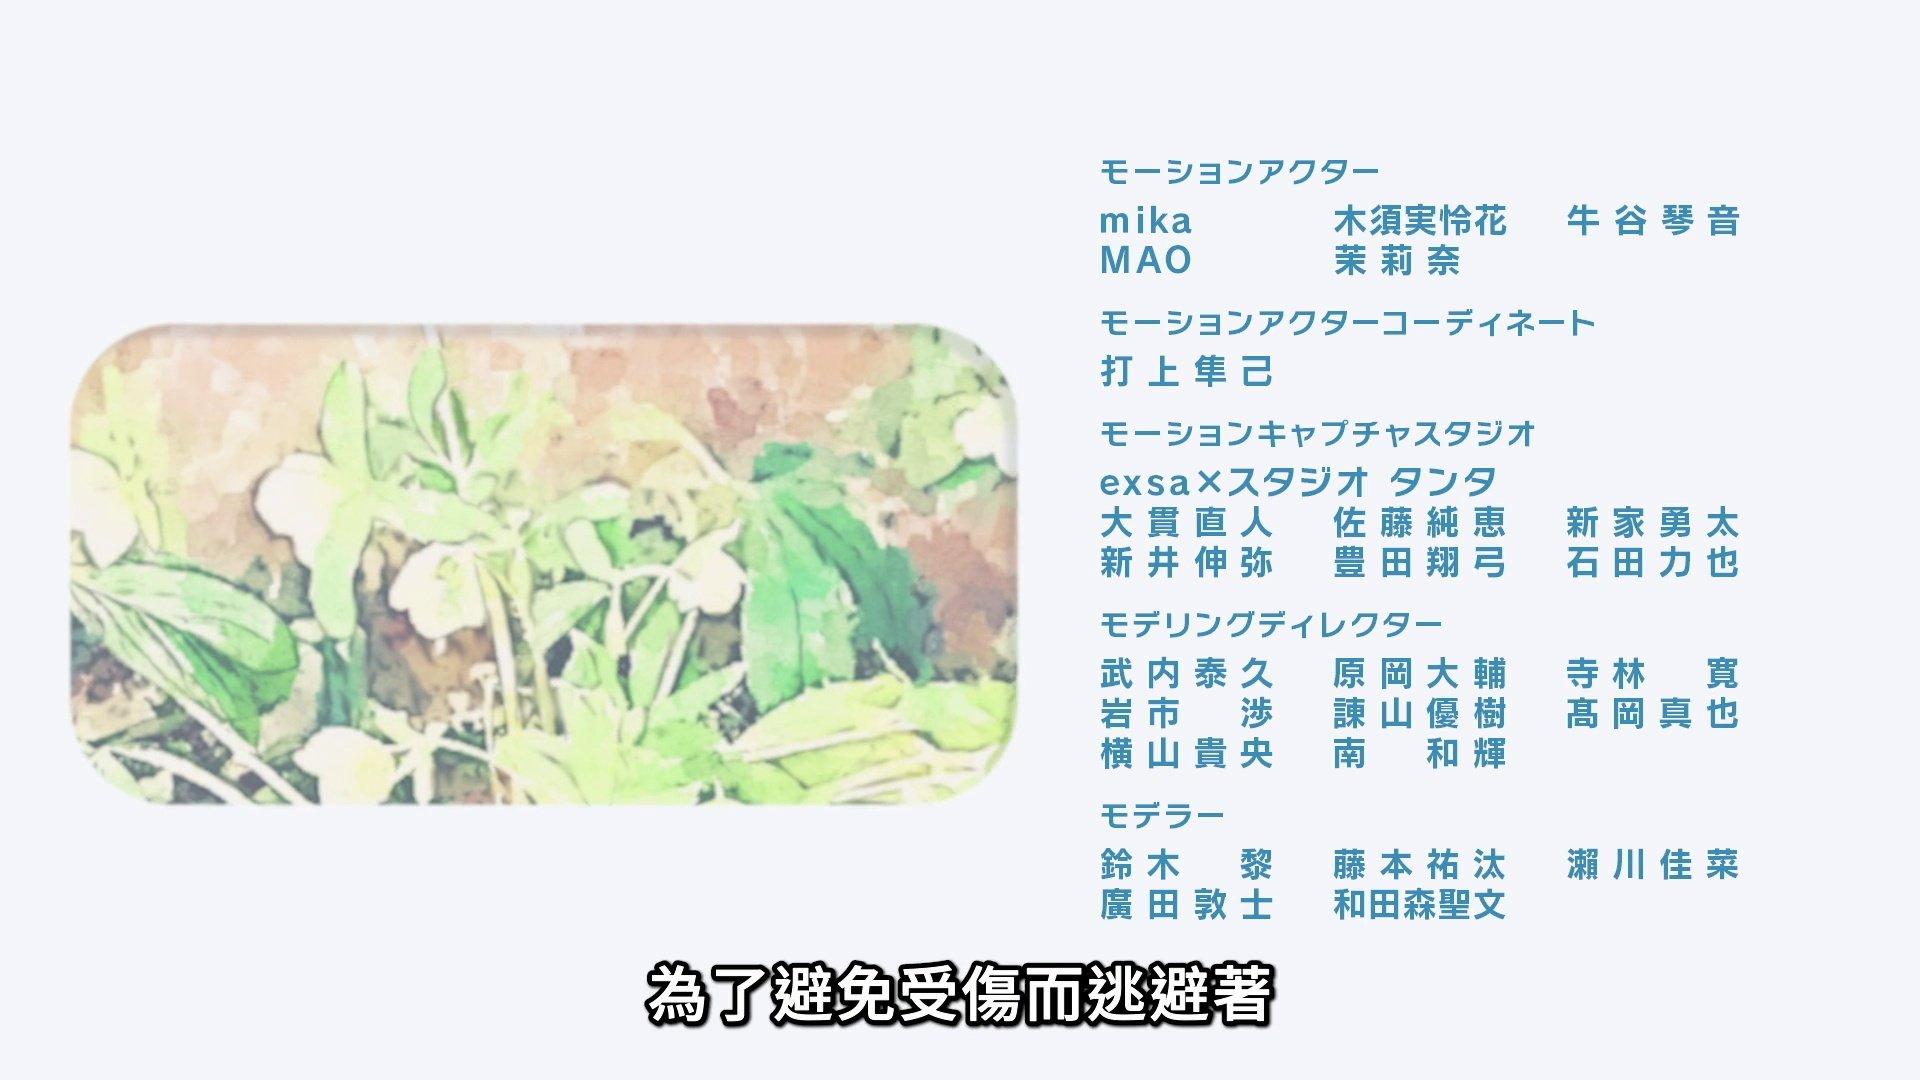 モーションアクター
mika 木須実怜花 牛谷琴音
MAO 茉莉奈
モーションアクターコーディネート
打上隼己
モーションキャプチャスタジオ
exsa×スタジオ タンタ
大貫直人 佐藤純恵 新家勇太
新井伸弥 豊田翔弓 石田力也
モデリングディレクター
武内泰久 原岡大輔 寺林 寛
岩市 渉 諌山優樹 髙岡真也
横山貴央 南 和輝
モデラー
鈴木 黎 藤本祐汰 瀨川佳菜
廣田敦士 和田森聖文
為了避免受傷而逃避著